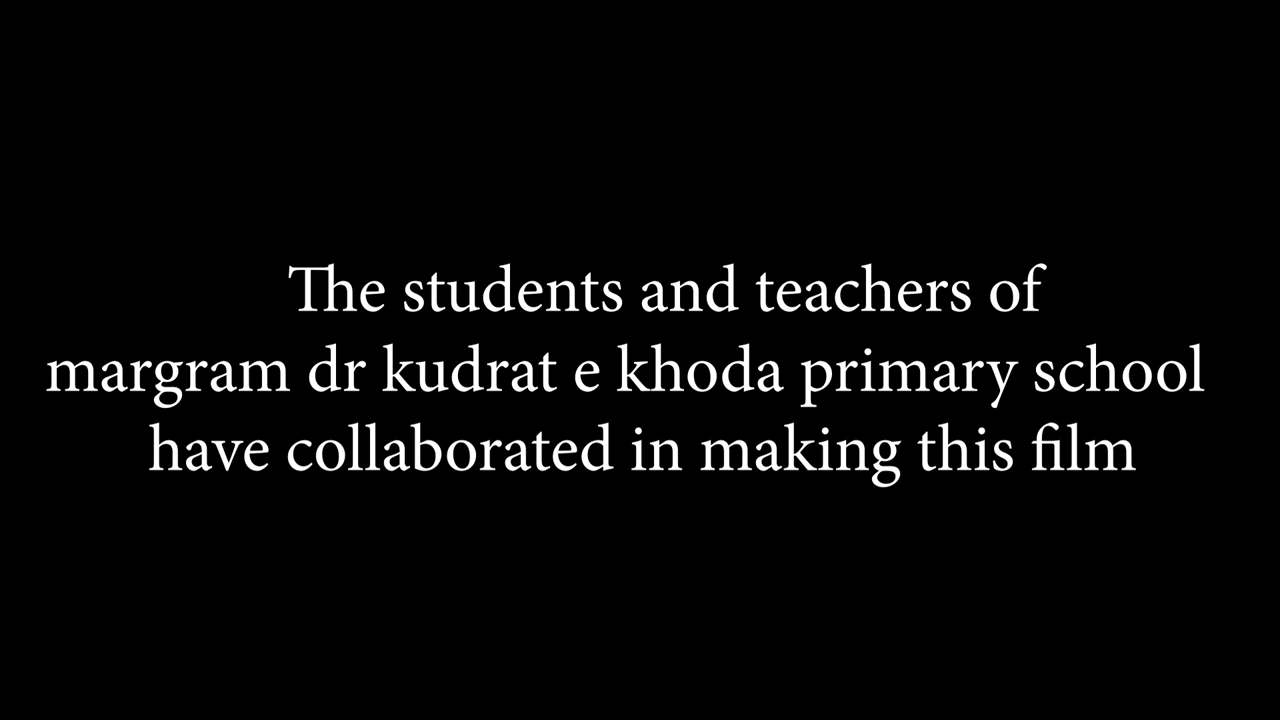 The students and teachers of
margram dr kudrat e khoda primary school
have collaborated in making this film